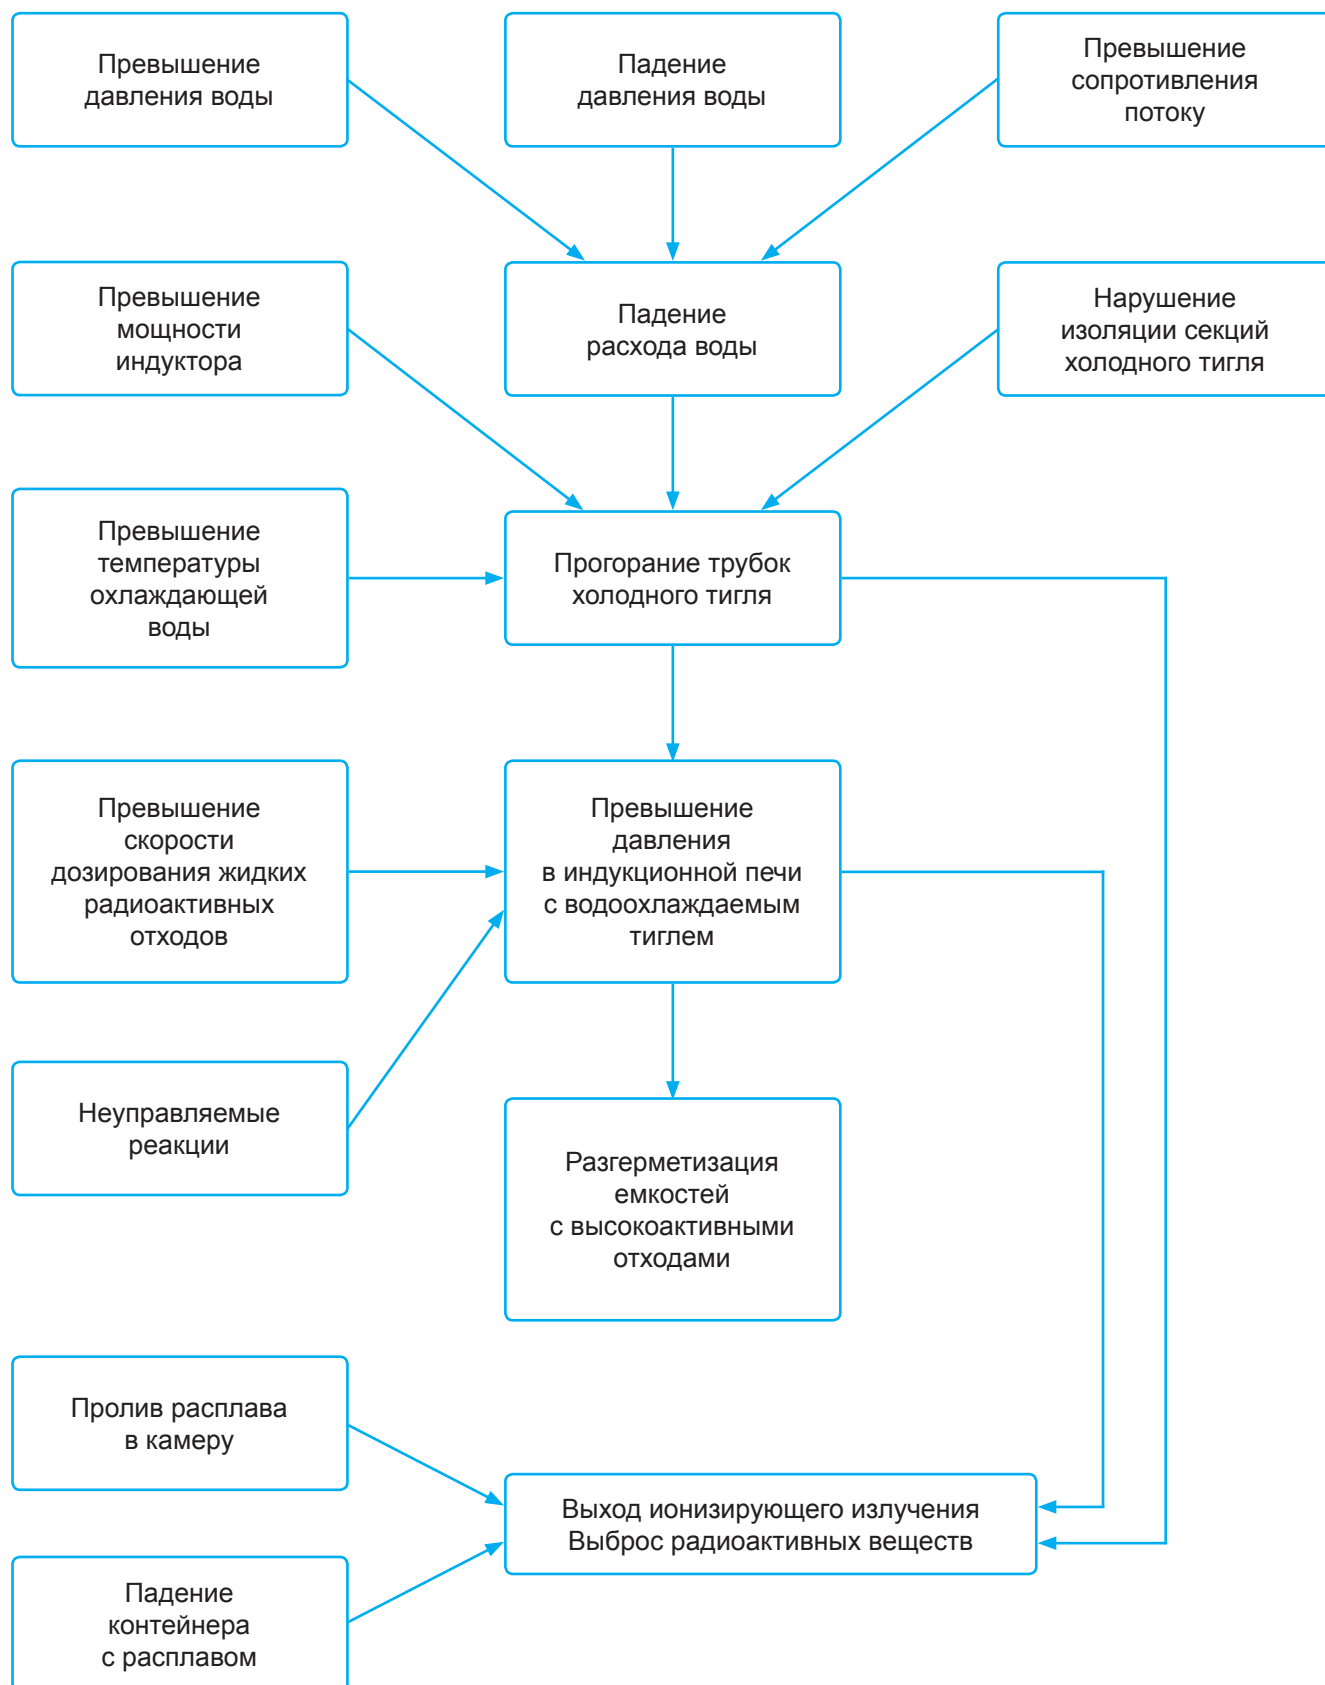 Превышение
давления воды
Падение
давления воды
Превышение
сопротивления
потоку
Превышение
мощности
индуктора
Падение
расхода воды
Нарушение
изоляции секций
холодного тигля
Превышение
температуры
охлаждающей
воды
Прогорание трубок
холодного тигля
Превышение
скорости
дозирования жидких
радиоактивных
отходов
Превышение
давления
в индукционной печи
с водоохлаждаемым
тиглем
Неуправляемые
реакции
Разгерметизация
емкостей
с высокоактивными
отходами
Пролив расплава
в камеру
Выход ионизирующего излучения
Выброс радиоактивных веществ
Падение
контейнера
с расплавом